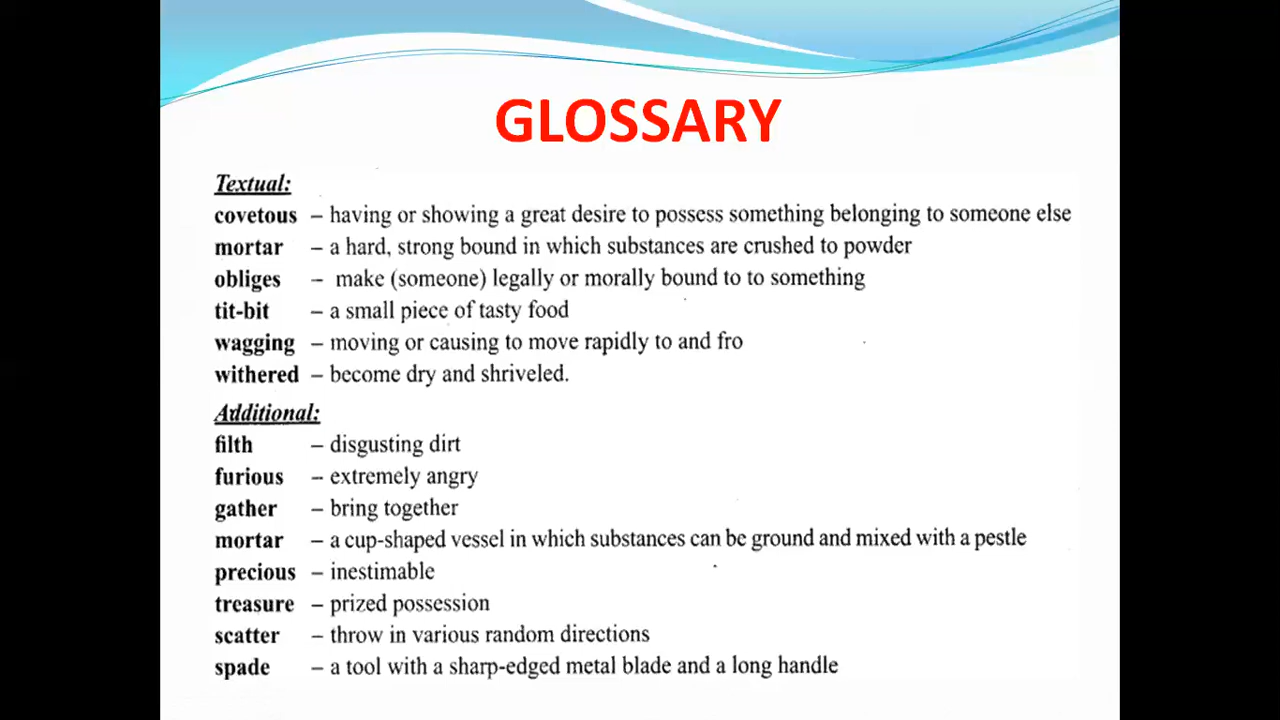 GLOSSARY
Textual:
covetous – having or showing a great desire to possess something belonging to someone else
mortar – a hard, strong bound in which substances are crushed to powder
obliges – make (someone) legally or morally bound to to something
tit-bit – a small piece of tasty food
wagging – moving or causing to move rapidly to and fro
withered – become dry and shriveled.
Additional:
filth – disgusting dirt
furious – extremely angry
gather – bring together
mortar – a cup-shaped vessel in which substances can be ground and mixed with a pestle
precious – inestimable
treasure – prized possession
scatter – throw in various random directions
spade – a tool with a sharp-edged metal blade and a long handle